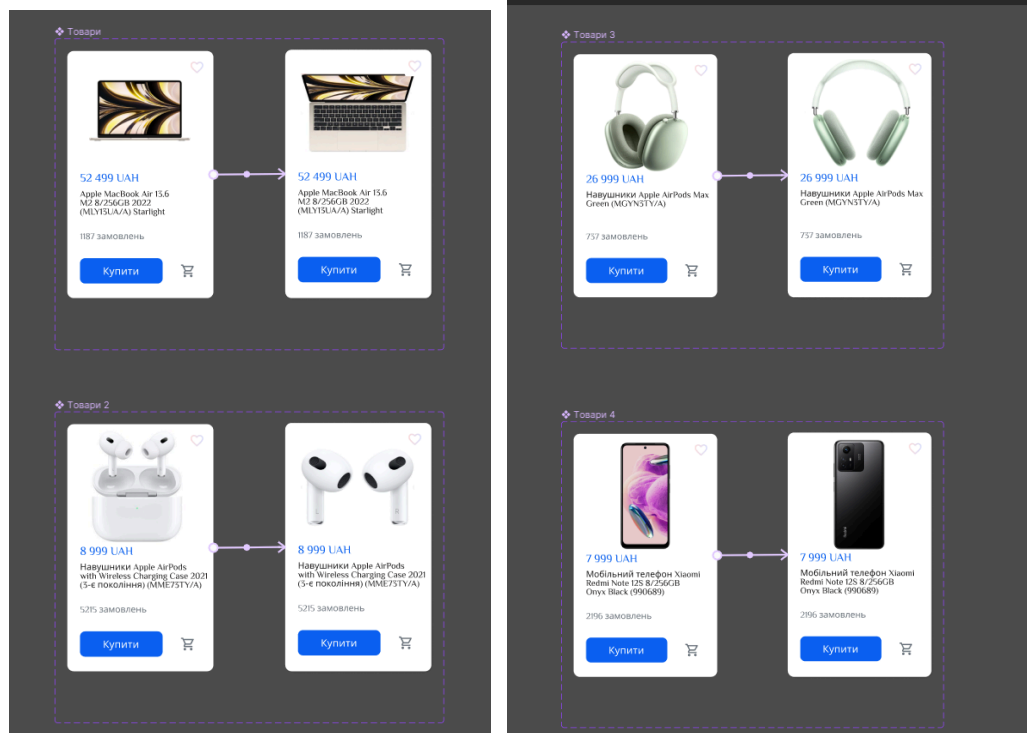 Товари
52 499 UAH
Apple MacBook Air 13.6
M2 8/256GB 2022
(MLY13UA/A) Starlight
1187 замовлень
Купити
52 499 UAH
Apple MacBook Air 13.6
M2 8/256GB 2022
(MLY13UA/A) Starlight
1187 замовлень
Купити
Товари 3
26 999 UAH
Навушники Apple AirPods Max
Green (MGYN3TY/A)
737 замовлень
Купити
26 999 UAH
Навушники Apple AirPods Max
Green (MGYN3TY/A)
737 замовлень
Купити
Товари 2
8 999 UAH
Навушники Apple AirPods
with Wireless Charging Case 2021
(3-є покоління) (MME73TY/A)
5215 замовлень
Купити
8 999 UAH
Навушники Apple AirPods
with Wireless Charging Case 2021
(3-є покоління) (MME73TY/A)
5215 замовлень
Купити
Товари 4
7 999 UAH
Мобільний телефон Xiaomi
Redmi Note 12S 8/256GB
Onyx Black (990689)
2196 замовлень
Купити
Redmi
7 999 UAH
Мобільний телефон Xiaomi
Redmi Note 12S 8/256GB
Onyx Black (990689)
2196 замовлень
Купити